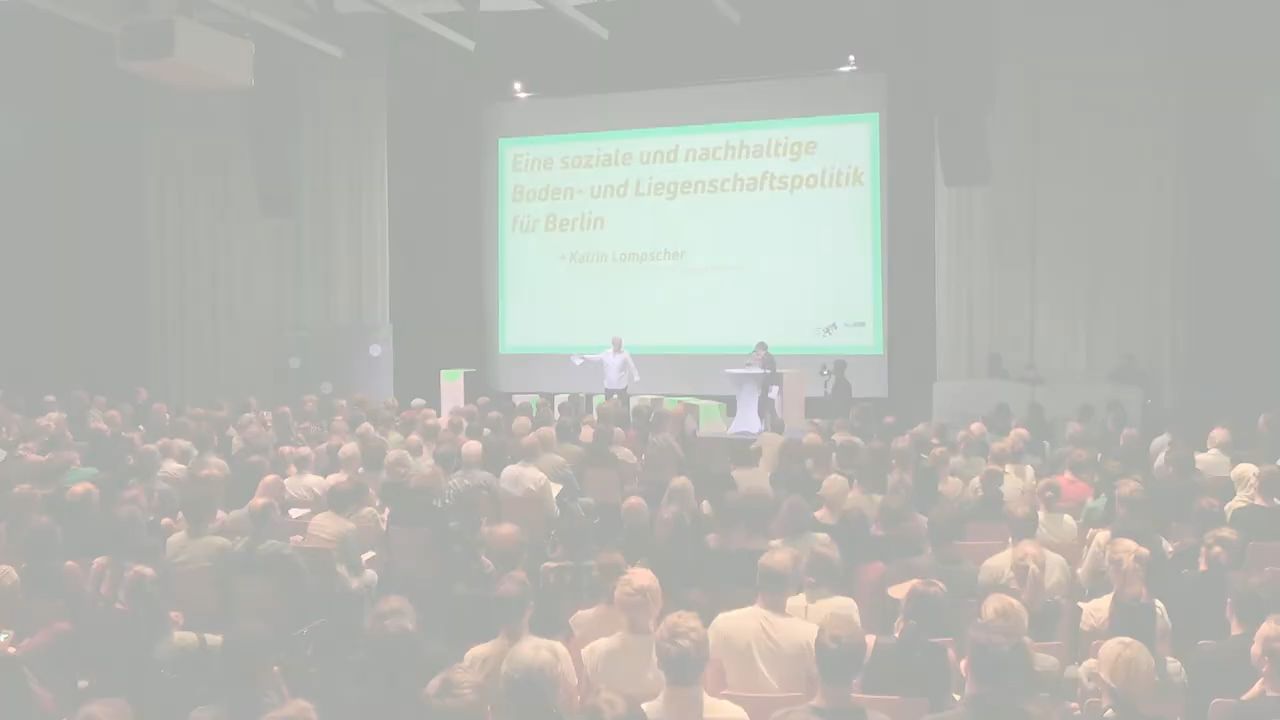 Eine soziale und nachhaltige
Boden- und Liegenschaftspolitik
für Berlin
- Katrin Lompscher